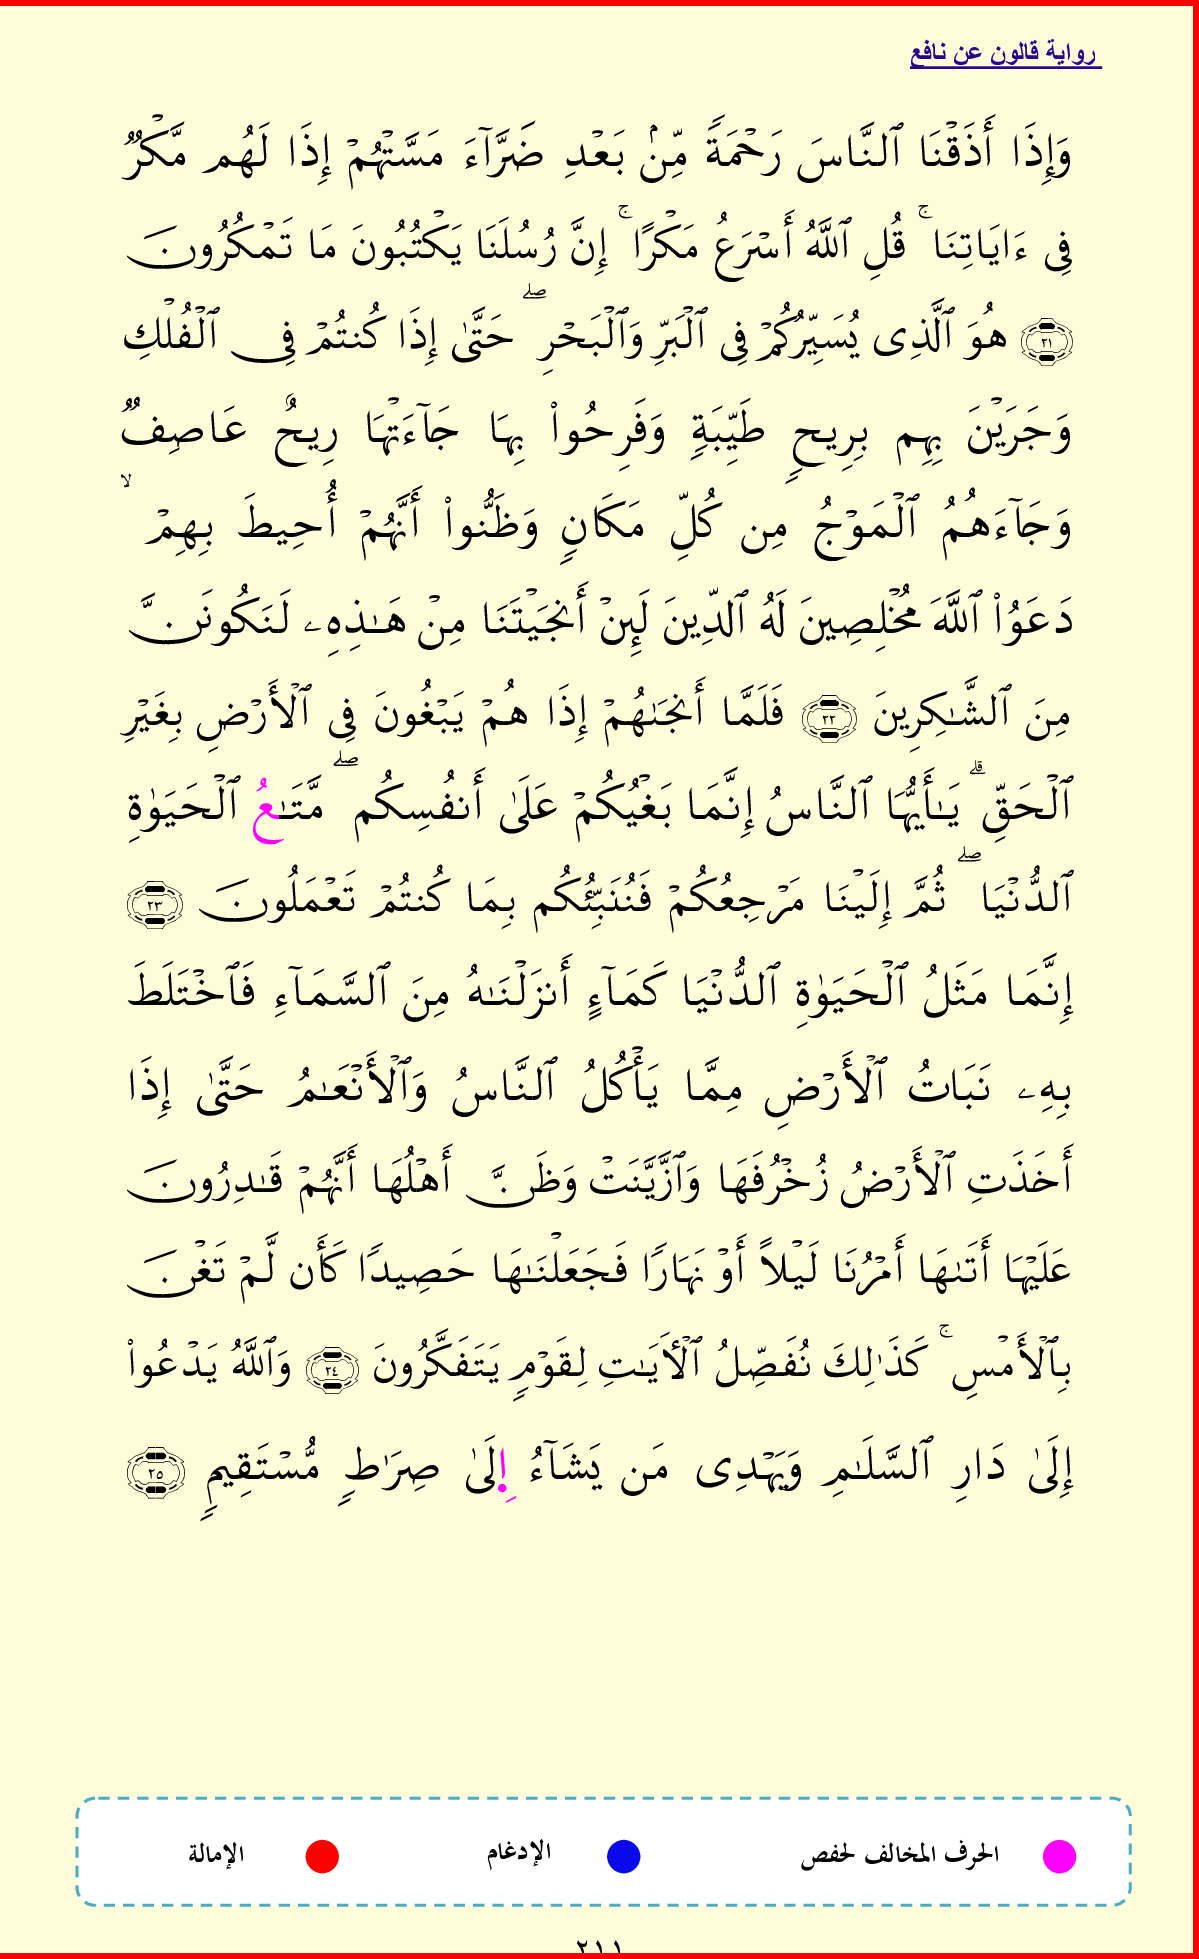 رواية قالون عن نافع
وَإِذَا أَذَقْنَا ٱلنَّاسَ رَحْمَةً مِّنۢ بَعْدِ ضَرَّآءَ مَسَّتْهُمْ إِذَا لَهُم مَّكْرٌ
فِى ءَايَاتِنَا ۚ قُلِ ٱللَّهُ أَسْرَعُ مَكْرًا ۚ إِنَّ رُسُلَنَا يَكْتُبُونَ مَا تَمْكُرُونَ
٢١ هُوَ ٱلَّذِى يُسَيِّرُكُمْ فِى ٱلْبَرِّ وَٱلْبَحْرِ ۖ حَتَّىٰ إِذَا كُنتُمْ فِى ٱلْفُلْكِ
وَجَرَيْنَ بِهِم بِرِيحٍ طَيِّبَةٍ وَفَرِحُوا۟ بِهَا جَآءَتْهَا رِيحٌ عَاصِفٌ
وَجَآءَهُمُ ٱلْمَوْجُ مِن كُلِّ مَكَانٍ وَظَنُّوا۟ أَنَّهُمْ أُحِيطَ بِهِمْ ۙ
دَعَوُا۟ ٱللَّهَ مُخْلِصِينَ لَهُ ٱلدِّينَ لَئِنْ أَنجَيْتَنَا مِنْ هَـٰذِهِۦ لَنَكُونَنَّ
مِنَ ٱلشَّـٰكِرِينَ ٢٢ فَلَمَّا أَنجَىٰهُمْ إِذَا هُمْ يَبْغُونَ فِى ٱلْأَرْضِ بِغَيْرِ
ٱلْحَقِّ ۗ يَـٰأَيُّهَا ٱلنَّاسُ إِنَّمَا بَغْيُكُمْ عَلَىٰ أَنفُسِكُم ۖ مَّتَـٰعُ ٱلْحَيَوٰةِ
ٱلدُّنْيَا ۖ ثُمَّ إِلَيْنَا مَرْجِعُكُمْ فَنُنَبِّئُكُم بِمَا كُنتُمْ تَعْمَلُونَ ٢٣
إِنَّمَا مَثَلُ ٱلْحَيَوٰةِ ٱلدُّنْيَا كَمَآءٍ أَنزَلْنَـٰهُ مِنَ ٱلسَّمَآءِ فَٱخْتَلَطَ
بِهِۦ نَبَاتُ ٱلْأَرْضِ مِمَّا يَأْكُلُ ٱلنَّاسُ وَٱلْأَنْعَـٰمُ حَتَّىٰ إِذَا
أَخَذَتِ ٱلْأَرْضُ زُخْرُفَهَا وَٱزَّيَّنَتْ وَظَنَّ أَهْلُهَا أَنَّهُمْ قَـٰدِرُونَ
عَلَيْهَا أَتَىٰهَا أَمْرُنَا لَيْلًا أَوْ نَهَارًا فَجَعَلْنَـٰهَا حَصِيدًا كَأَن لَّمْ تَغْنَ
بِٱلْأَمْسِ ۚ كَذَٰلِكَ نُفَصِّلُ ٱلْأَيَـٰتِ لِقَوْمٍ يَتَفَكَّرُونَ ٢٤ وَٱللَّهُ يَدْعُوا۟
إِلَىٰ دَارِ ٱلسَّلَـٰمِ وَيَهْدِى مَن يَشَآءُ اِ۪لَىٰ صِرَٰطٍ مُّسْتَقِيمٍ ٢٥
الحرف المخالف لحفص الإدغام الإمالة
٢١١